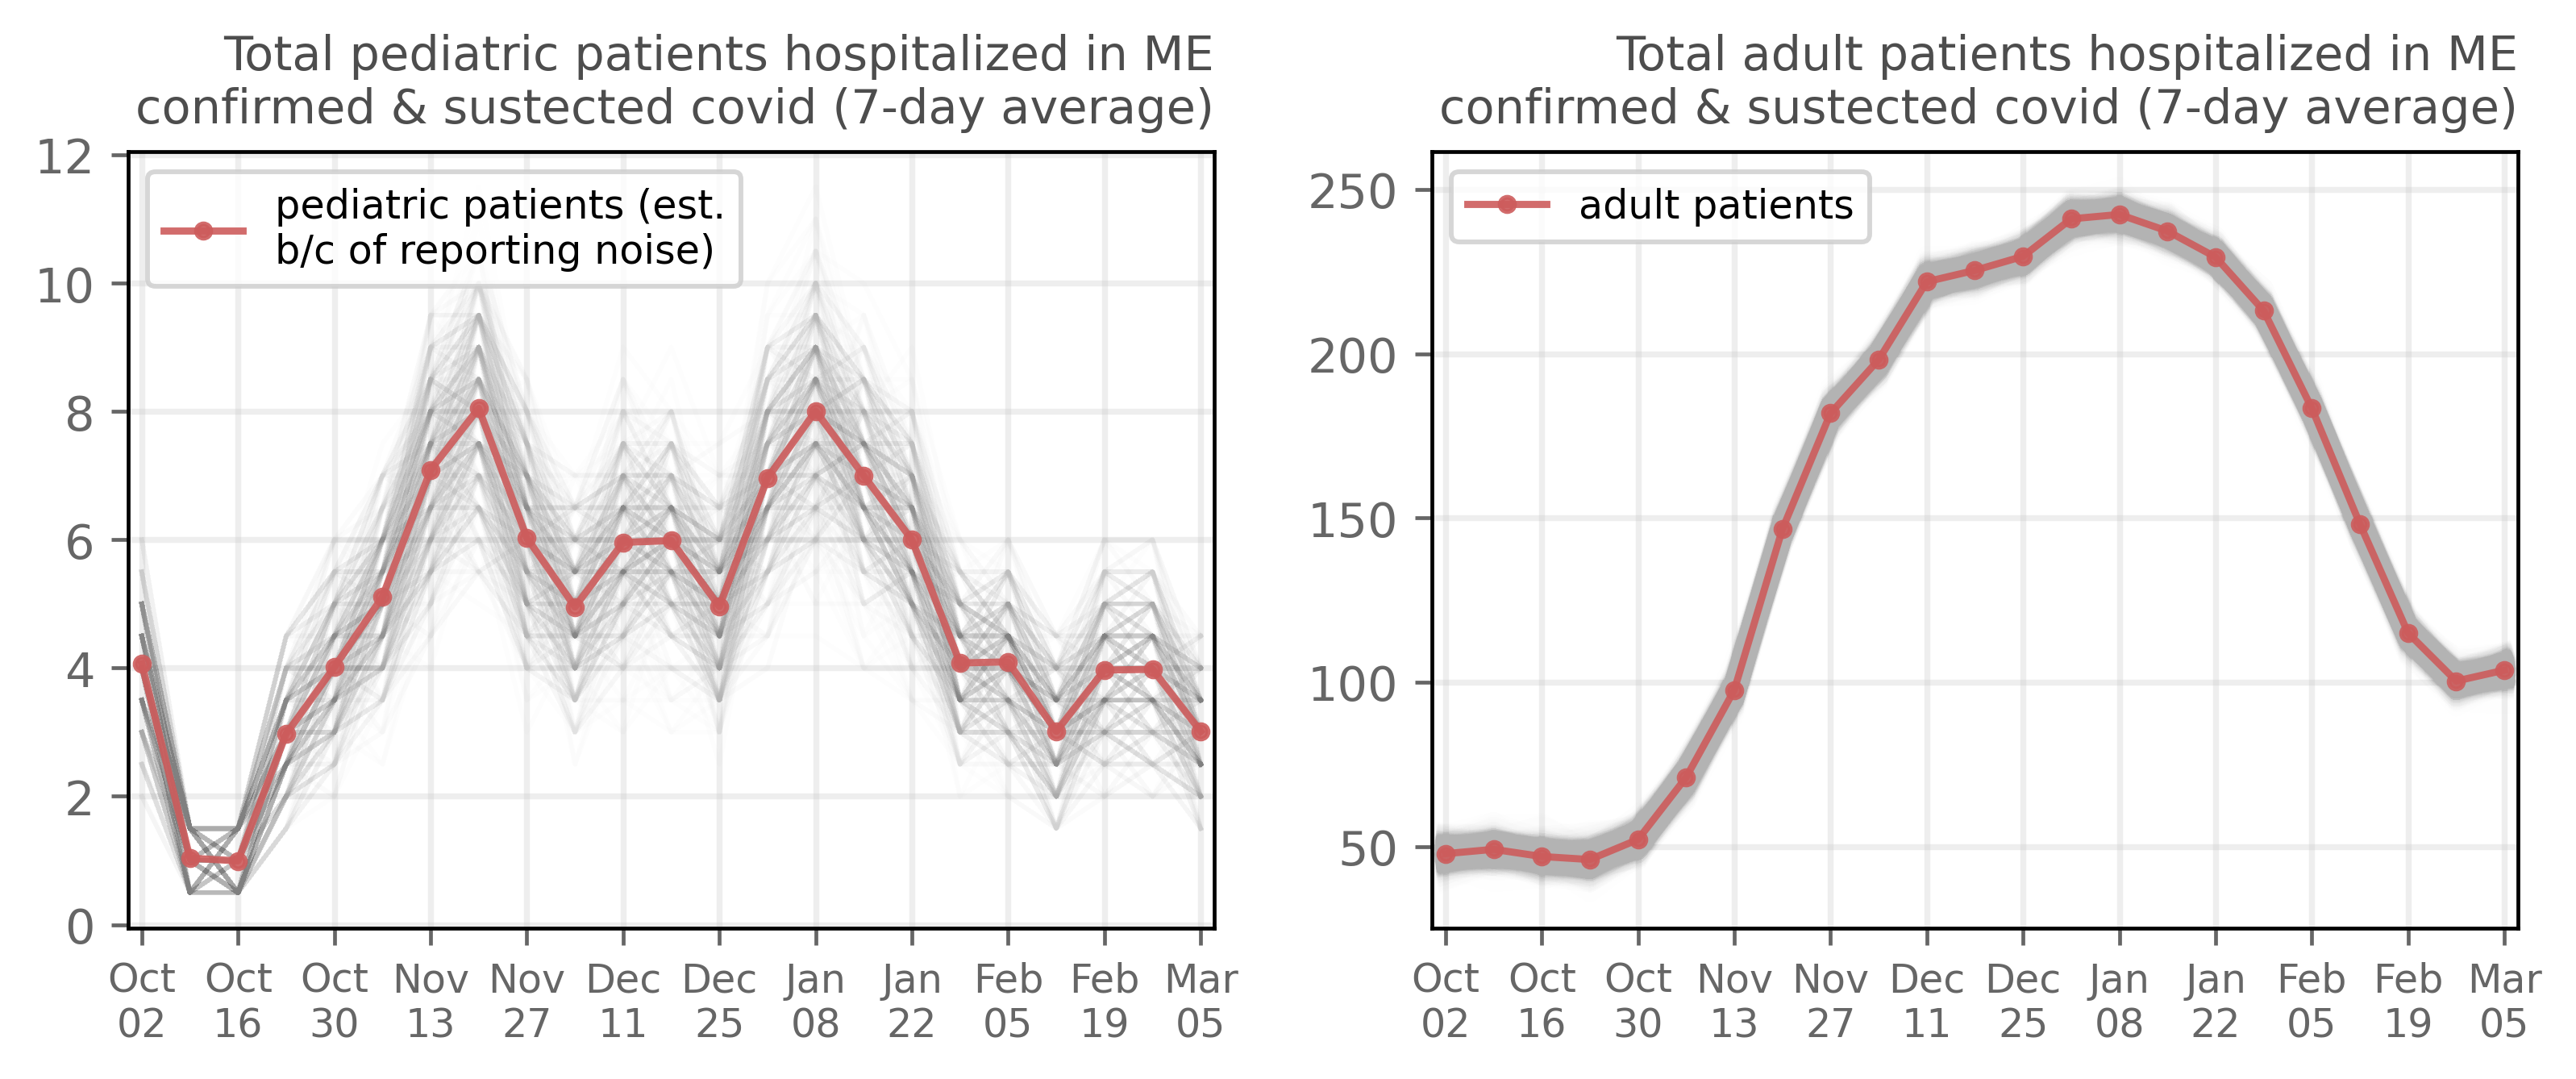 Total pediatric patients hospitalized in ME
confirmed & sustected covid (7-day average)
12
10
8
6
4
2
0
pediatric patients (est.
b/c of reporting noise)
Oct Oct Oct Nov Nov Dec Dec Jan Jan Feb Feb Mar
02 16 30 13 27 11 25 08 22 05 19 05
Total adult patients hospitalized in ME
confirmed & sustected covid (7-day average)
250
200
150
100
50
adult patients
Oct Oct Oct Nov Nov Dec Dec Jan Jan Feb Feb Mar
02 16 30 13 27 11 25 08 22 05 19 05